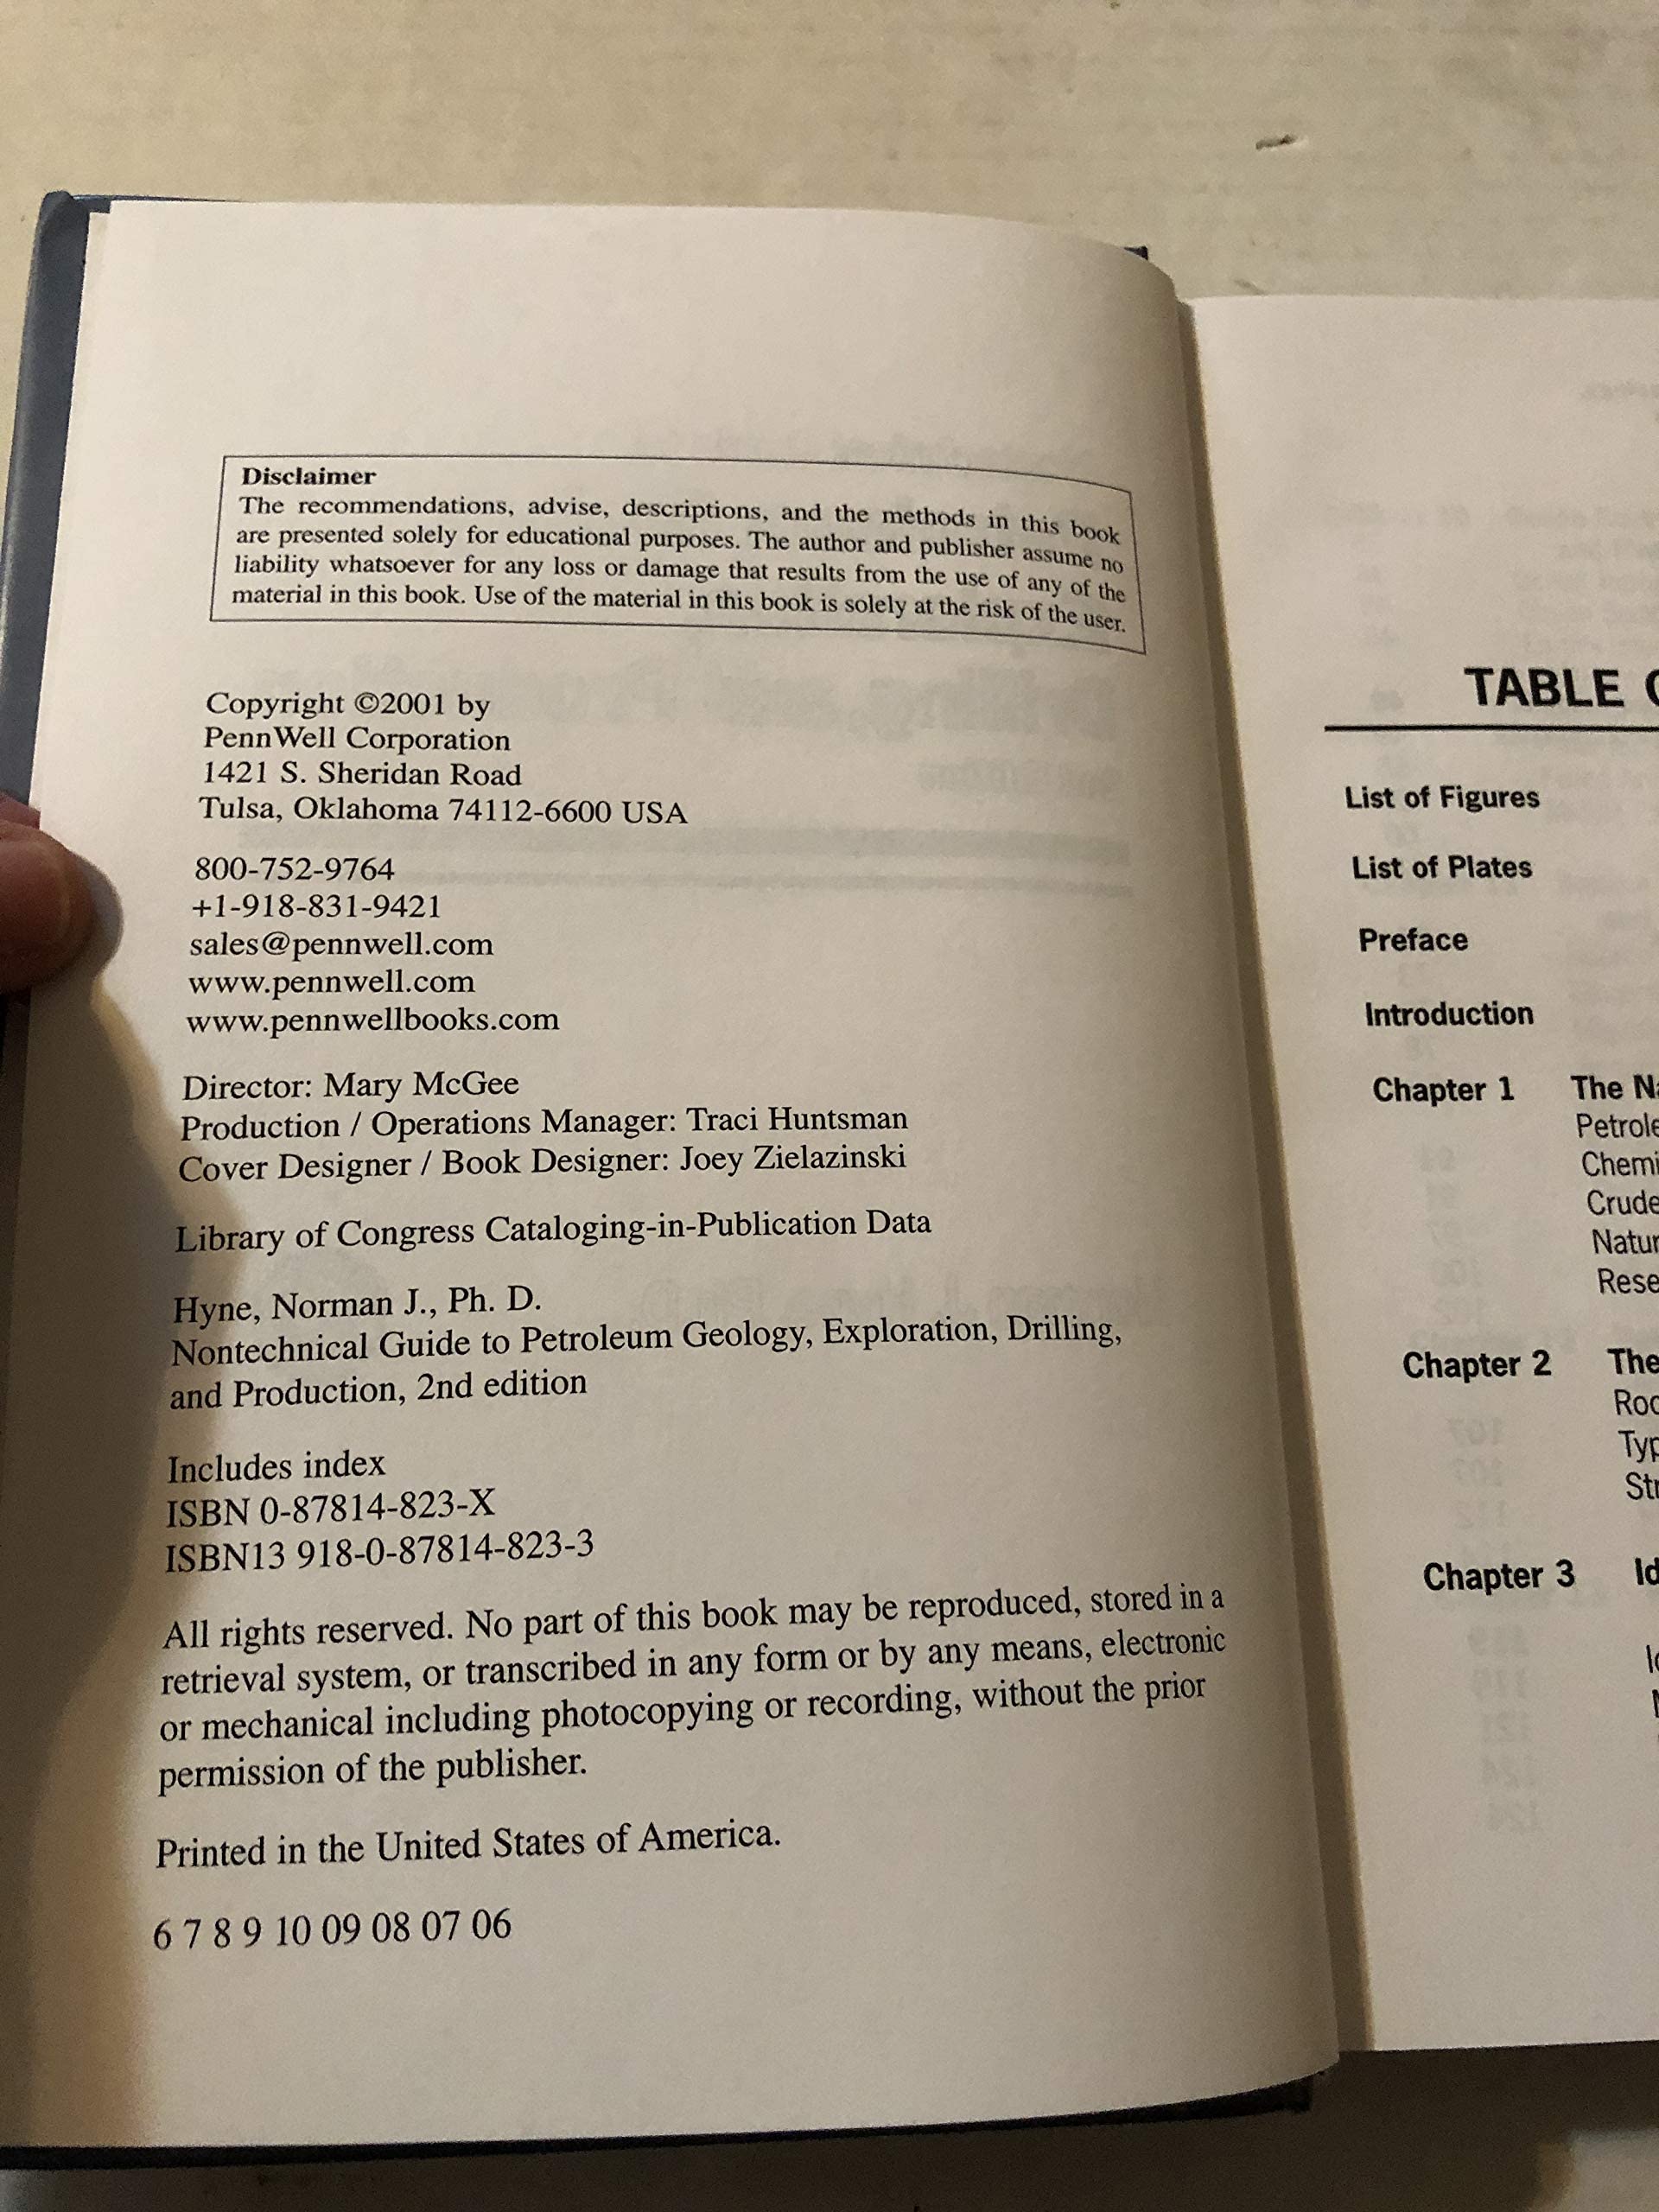 Disclaimer
The recommendations, advise, descriptions, and the methods in this book
are presented solely for educational purposes. The author and publisher assume no
liability whatsoever for any loss or damage that results from the use of any of the
material in this book. Use of the material in this book is solely at the risk of the user.
Copyright ©2001 by
PennWell Corporation
1421 S. Sheridan Road
Tulsa, Oklahoma 74112-6600 USA
800-752-9764
+1-918-831-9421
sales@pennwell.com
www.pennwell.com
www.pennwellbooks.com
Director: Mary McGee
Production / Operations Manager: Traci Huntsman
Cover Designer / Book Designer: Joey Zielazinski
Library of Congress Cataloging-in-Publication Data
Hyne, Norman J., Ph. D.
Nontechnical Guide to Petroleum Geology, Exploration, Drilling,
and Production, 2nd edition
Includes index
ISBN 0-87814-823-X
ISBN13 918-0-87814-823-3
All rights reserved. No part of this book may be reproduced, stored in a
retrieval system, or transcribed in any form or by any means, electronic
or mechanical including photocopying or recording, without the prior
permission of the publisher.
Printed in the United States of America.
6 7 8 9 10 09 08 07 06
TABLE
List of Figures
List of Plates
Preface
Introduction
Chapter 1 The
Chapter 2 The
Chapter 3